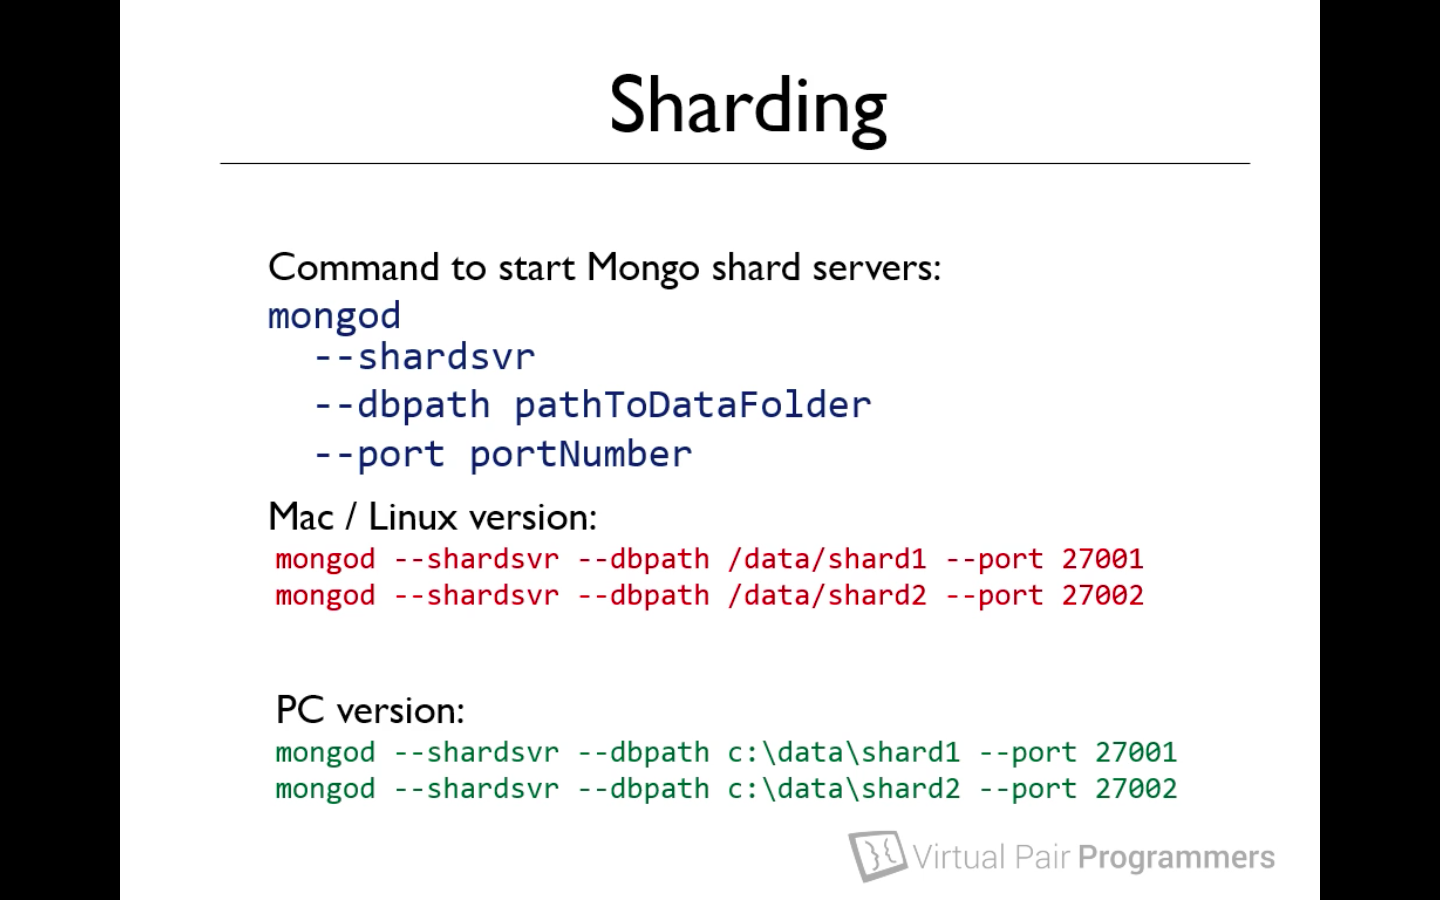 Sharding
Command to start Mongo shard servers:
mongod
--shardsvr
--dbpath pathToDataFolder
--port portNumber
Mac / Linux version:
mongod --shardsvr --dbpath /data/shard1 --port 27001
mongod --shardsvr --dbpath /data/shard2 --port 27002
PC version:
mongod --shardsvr --dbpath c:\data\shard1 --port 27001
mongod --shardsvr --dbpath c:\data\shard2 --port 27002
Virtual Pair Programmers